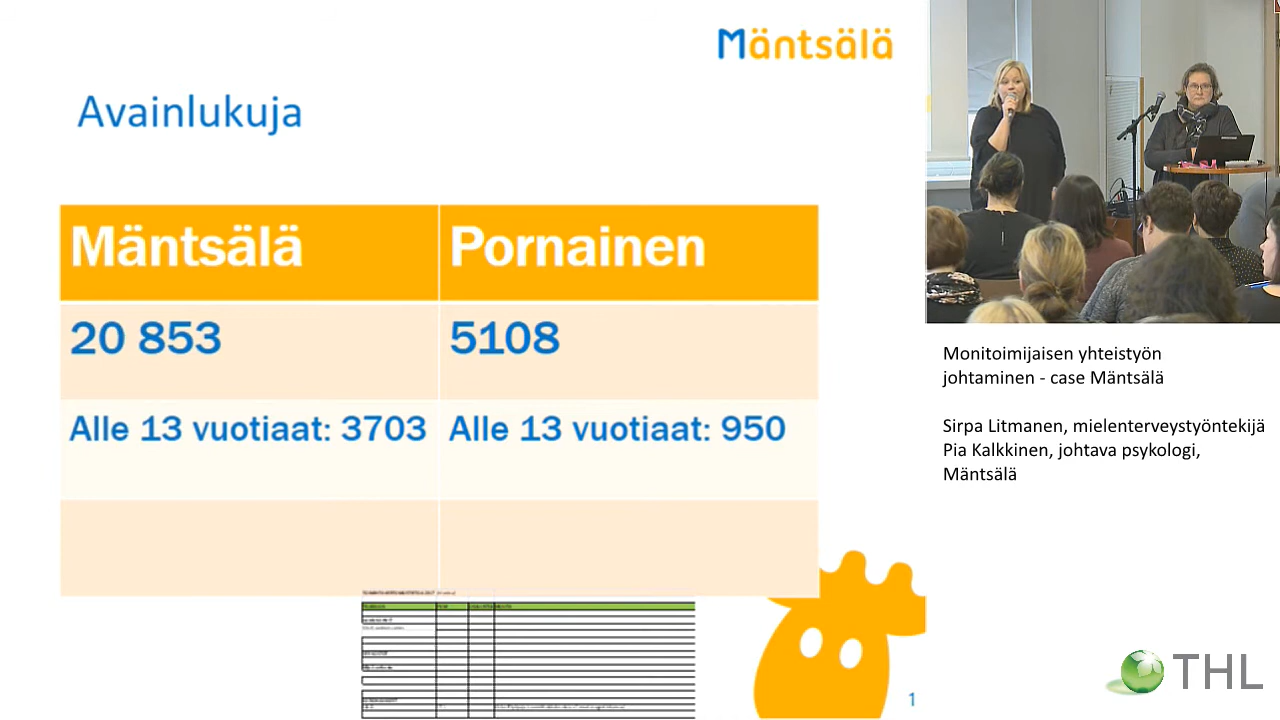 Mäntsälä
Avainlukuja
Mäntsälä Pornainen
20 853 5108
Alle 13 vuotiaat: 3703 Alle 13 vuotiaat: 950
1
Monitoimijaisen yhteistyön
johtaminen - case Mäntsälä
Sirpa Litmanen, mielenterveystyöntekijä
Pia Kalkkinen, johtava psykologi,
Mäntsälä
THL